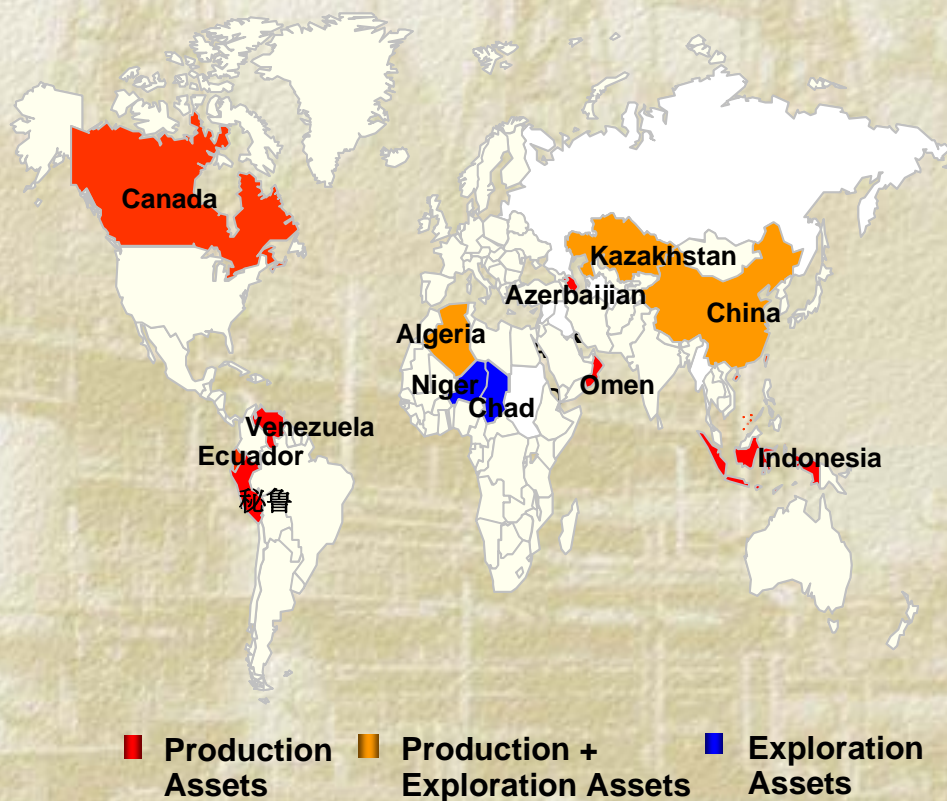 Canada
Kazakhstan
Azerbaijian
China
Algeria
Niger
Omen
Chad
Venezuela
Ecuador
Indonesia
秘鲁
Production
Assets
Production +
Exploration Assets
Exploration
Assets